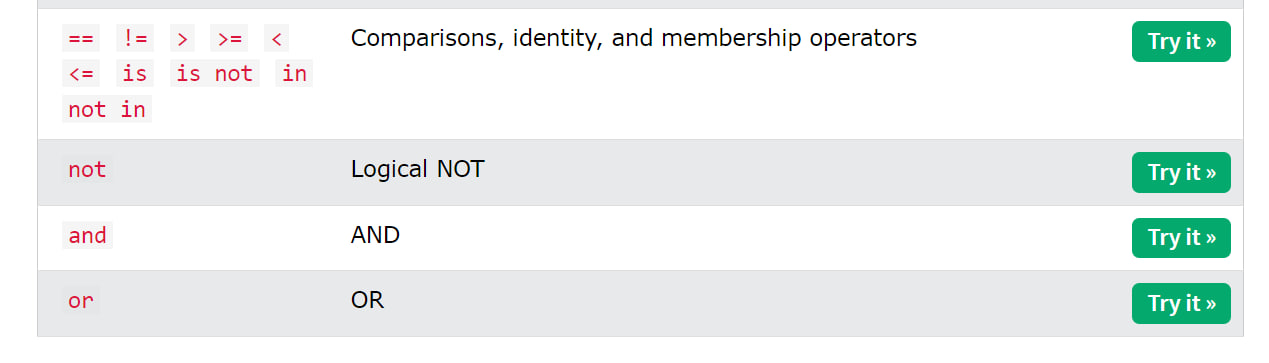 == != > >= < Comparisons, identity, and membership operators Try it »
<= is is not in
not in
not Logical NOT Try it »
and AND Try it »
or OR Try it »